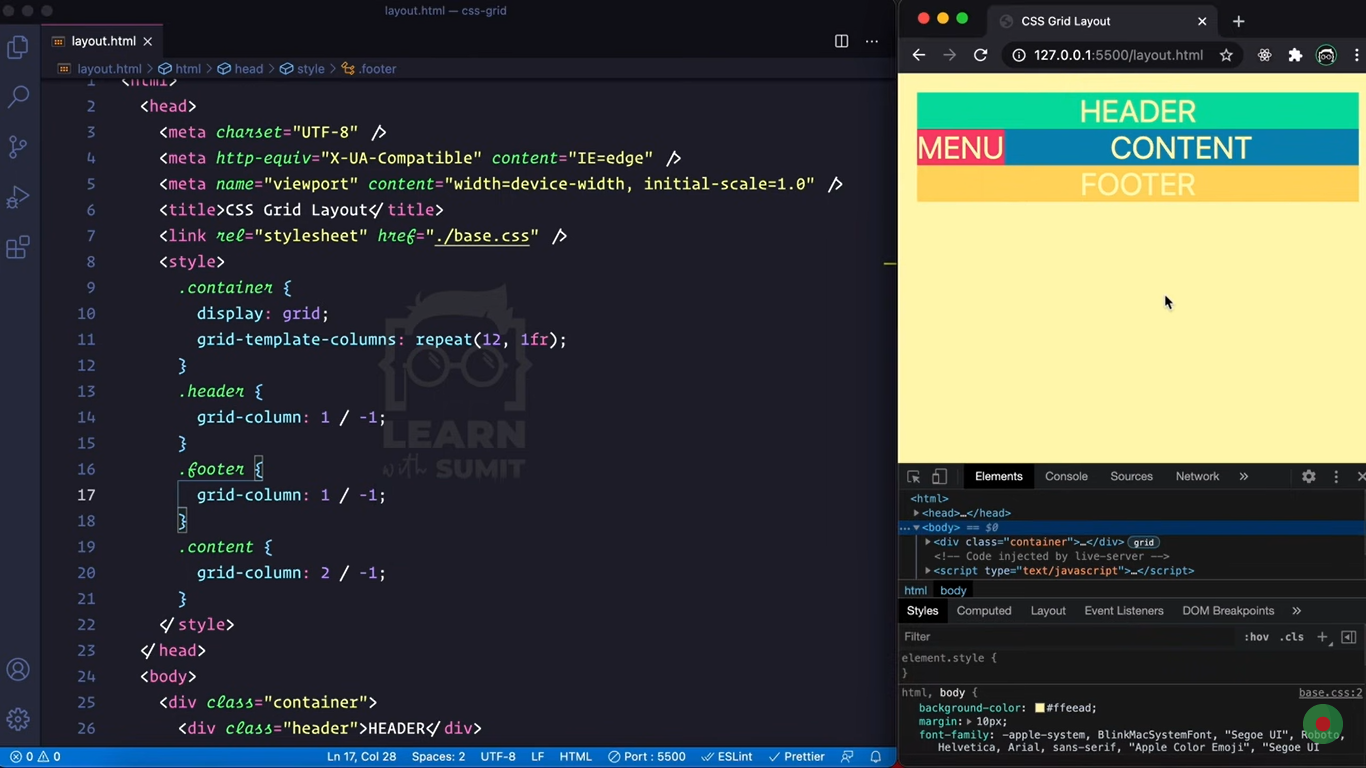 layout.html — css-grid
layout.html
layout.html > html > head > style > .footer
1 <html>
2 <head>
3 <meta charset="UTF-8" />
4 <meta http-equiv="X-UA-Compatible" content="IE=edge" />
5 <meta name="viewport" content="width=device-width, initial-scale=1.0" />
6 <title>CSS Grid Layout</title>
7 <link rel="stylesheet" href="./base.css" />
8 <style>
9 .container {
10 display: grid;
11 grid-template-columns: repeat(12, 1fr);
12 }
13 .header {
14 grid-column: 1 / -1;
15 }
16 .footer {
17 grid-column: 1 / -1;
18 }
19 .content {
20 grid-column: 2 / -1;
21 }
22 </style>
23 </head>
24 <body>
25 <div class="container">
26 <div class="header">HEADER</div>
LEARN
with SUMIT
0 0
Ln 17, Col 28 Spaces: 2 UTF-8 LF HTML Port : 5500 ESLint Prettier
CSS Grid Layout
127.0.0.1:5500/layout.html
HEADER
MENU CONTENT
FOOTER
Elements Console Sources Network »
<html>
<head>…</head>
<body> == $0
<div class="container">…</div> grid
<!-- Code injected by live-server -->
<script type="text/javascript">…</script>
html body
Styles Computed Layout Event Listeners DOM Breakpoints »
Filter :hov .cls +
element.style {
}
html, body { base.css:2
background-color: #ffeead;
margin: 10px;
font-family: -apple-system, BlinkMacSystemFont, "Segoe UI", Roboto,
Helvetica, Arial, sans-serif, "Apple Color Emoji", "Segoe UI